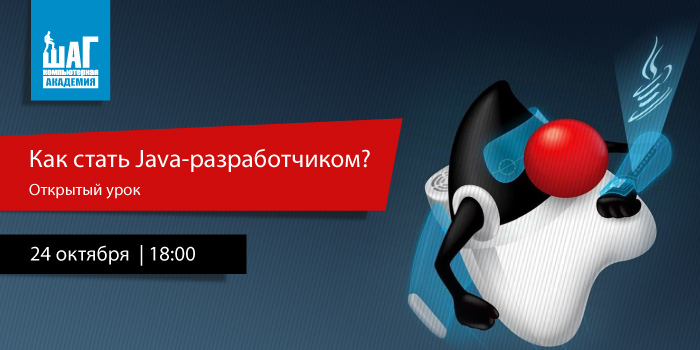 ШАГ
КОМПЬЮТЕРНАЯ
АКАДЕМИЯ
Как стать Java-разработчиком?
Открытый урок
24 октября | 18:00